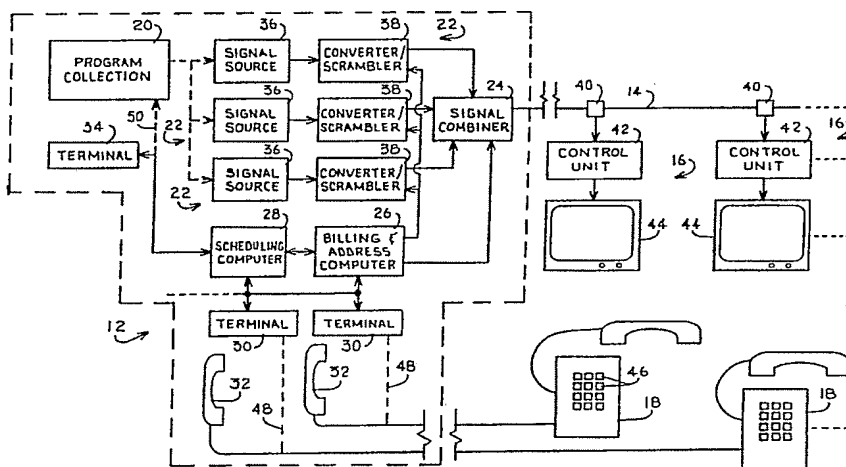 20
PROGRAM
COLLECTION
36
SIGNAL
SOURCE
38
CONVERTER/
SCRAMBLER
22
36
SIGNAL
SOURCE
38
CONVERTER/
SCRAMBLER
24
SIGNAL
COMBINER
40
14
40
50
34
TERMINAL
22
36
SIGNAL
SOURCE
38
CONVERTER/
SCRAMBLER
22
42
CONTROL
UNIT
16
42
CONTROL
UNIT
16
28
SCHEDULING
COMPUTER
26
BILLING &
ADDRESS
COMPUTER
44
44
12
TERMINAL
30
TERMINAL
30
32
48
32
48
46
18
18